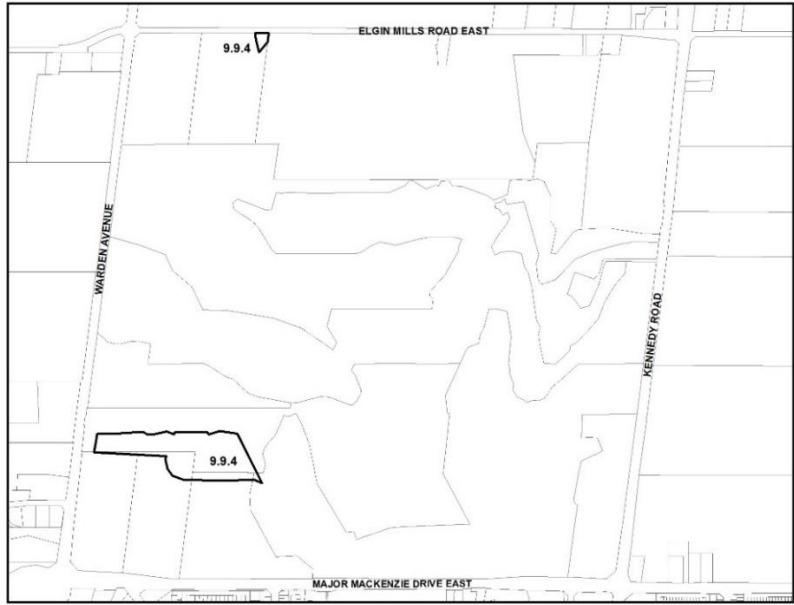 ELGIN MILLS ROAD EAST
9.9.4
WARDEN AVENUE
KENNEDY ROAD
9.9.4
MAJOR MACKENZIE DRIVE EAST